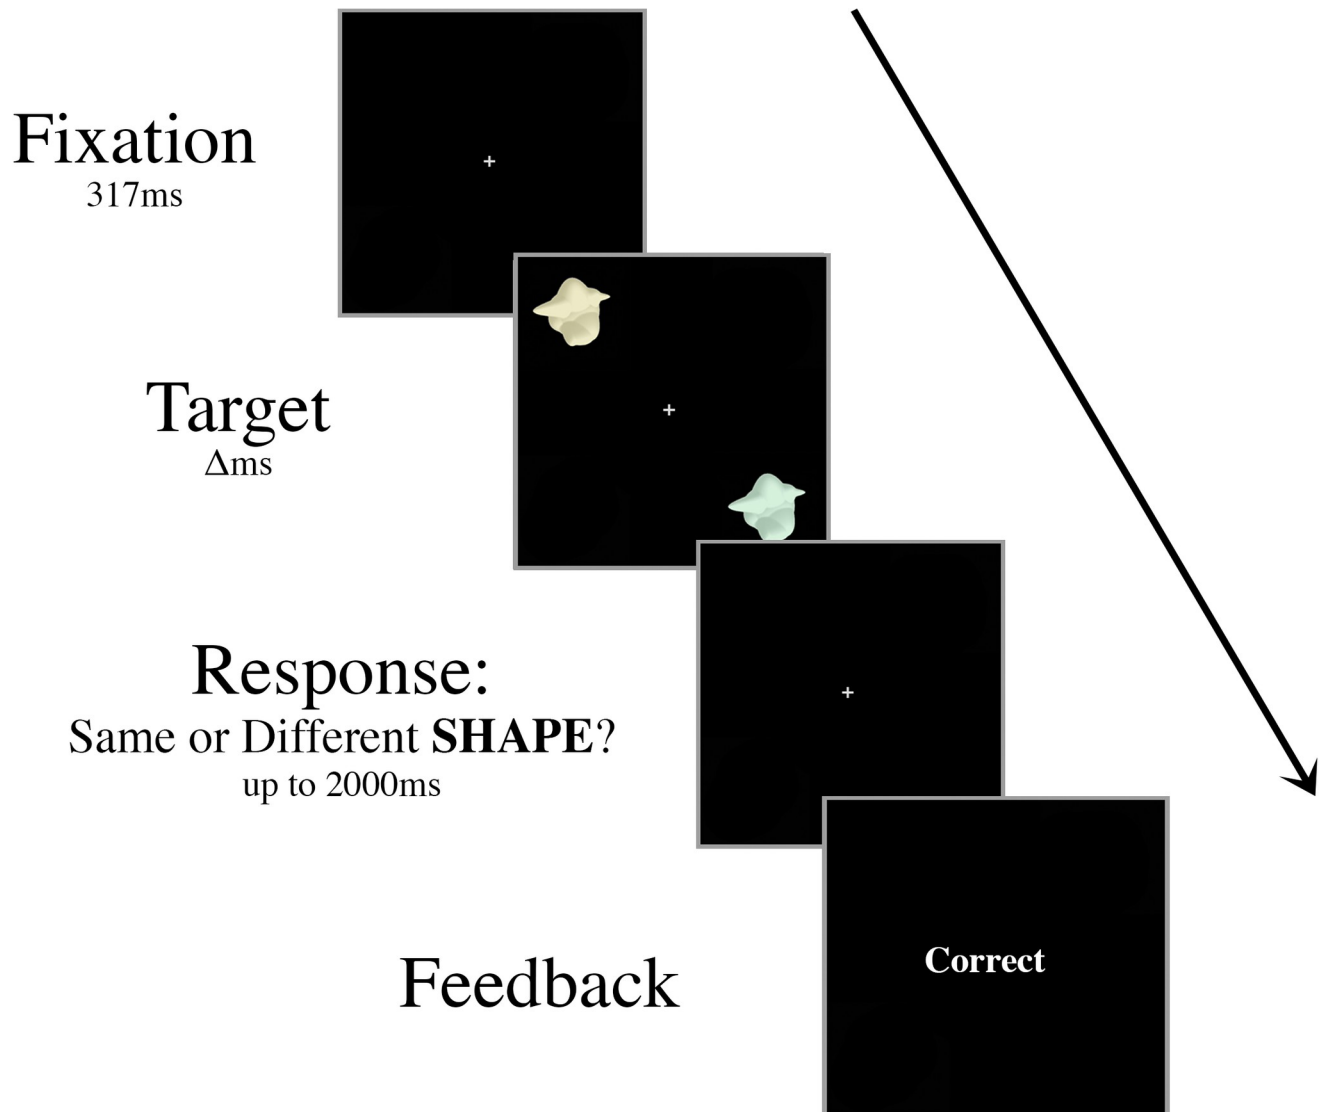 Fixation
317ms
Target
Δms
Response:
Same or Different SHAPE?
up to 2000ms
Feedback
Correct